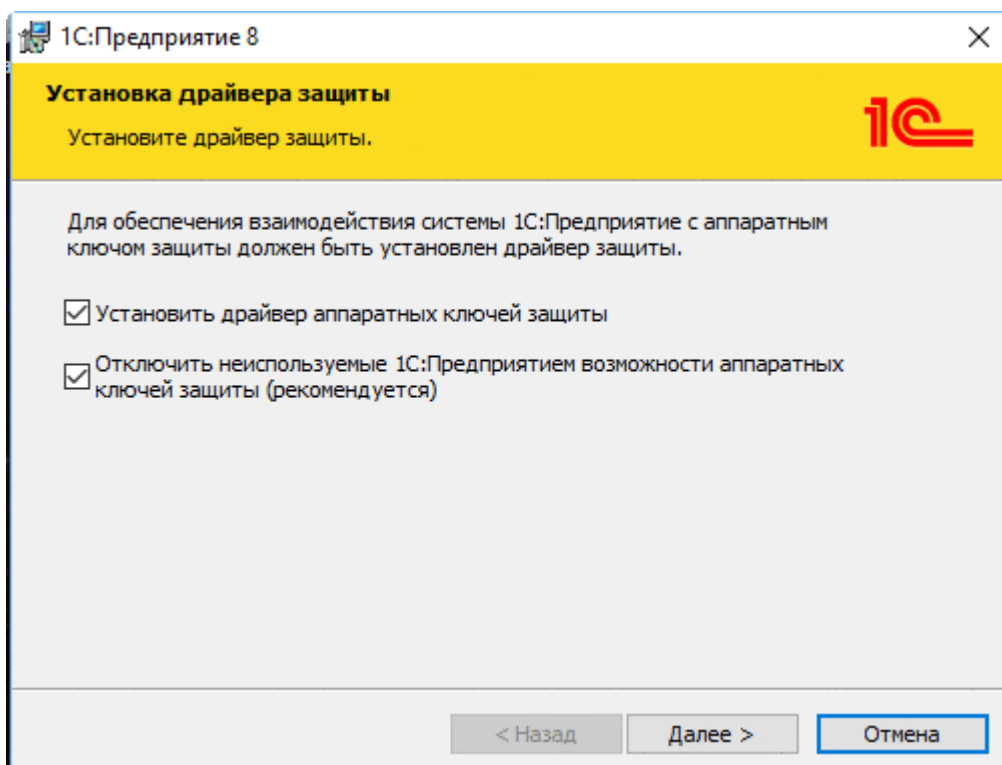 1С:Предприятие 8
Установка драйвера защиты
Установите драйвер защиты.
1С
Для обеспечения взаимодействия системы 1С:Предприятие с аппаратным
ключом защиты должен быть установлен драйвер защиты.
Установить драйвер аппаратных ключей защиты
Отключить неиспользуемые 1С:Предприятием возможности аппаратных
ключей защиты (рекомендуется)
< Назад
Далее >
Отмена